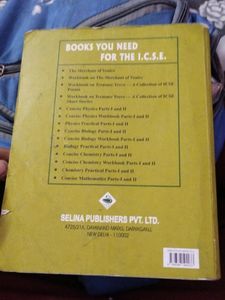 BOOKS YOU NEED
FOR THE I.C.S.E.
The Merchant of Venice
Workbook on The Merchant of Venice
Workbook on Treasure Trove — A Collection of ICSE
Poems
Workbook on Treasure Trove — A Collection of ICSE
Short Stories
Concise Physics Parts-I and II
Concise Physics Workbook Parts-I and II
Physics Practical Parts-I and II
Concise Biology Parts-I and II
Concise Biology Workbook Parts-I and II
Biology Practical Parts-I and II
Concise Chemistry Parts-I and II
Concise Chemistry Workbook Parts-I and II
Chemistry Practical Parts-I and II
Concise Mathematics Parts-I and II
SELINA PUBLISHERS PVT. LTD.
4725/21A, DAYANAND MARG, DARYAGANJ,
NEW DELHI - 110002